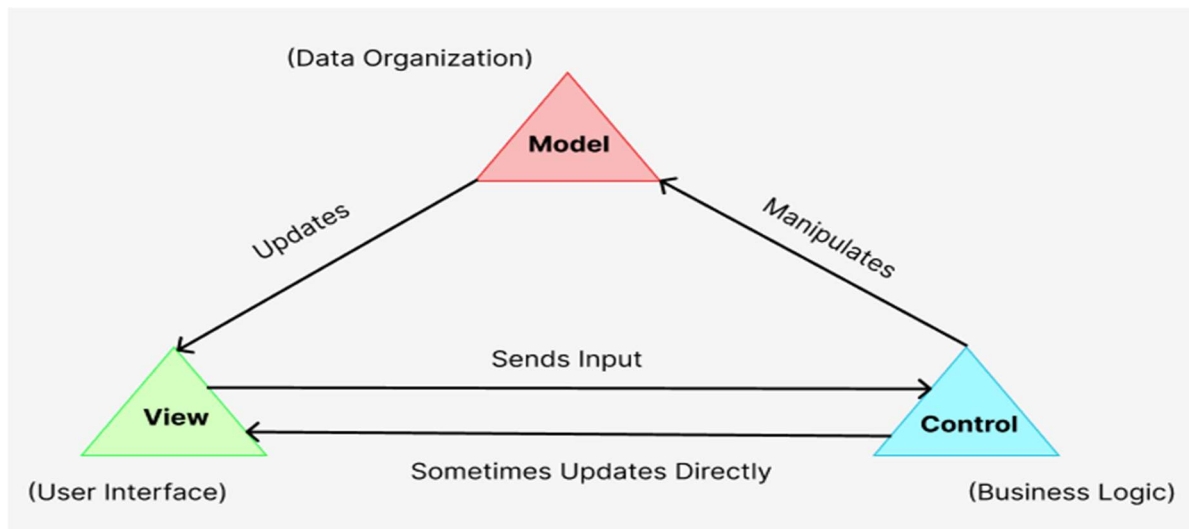 (Data Organization)
Model
Updates
Manipulates
Sends Input
View
Control
Sometimes Updates Directly
(User Interface)
(Business Logic)